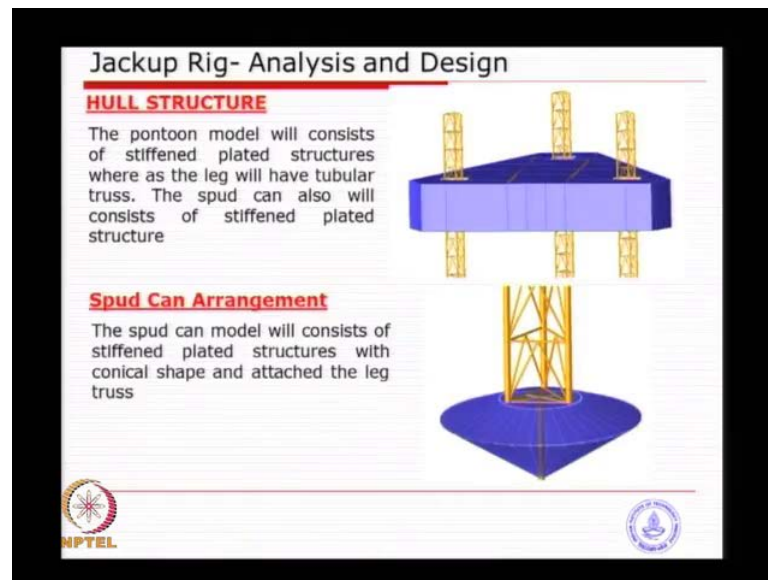 Jackup Rig- Analysis and Design
HULL STRUCTURE
The pontoon model will consists
of stiffened plated structures
where as the leg will have tubular
truss. The spud can also will
consists of stiffened plated
structure
Spud Can Arrangement
The spud can model will consists of
stiffened plated structures with
conical shape and attached the leg
truss
NPTEL